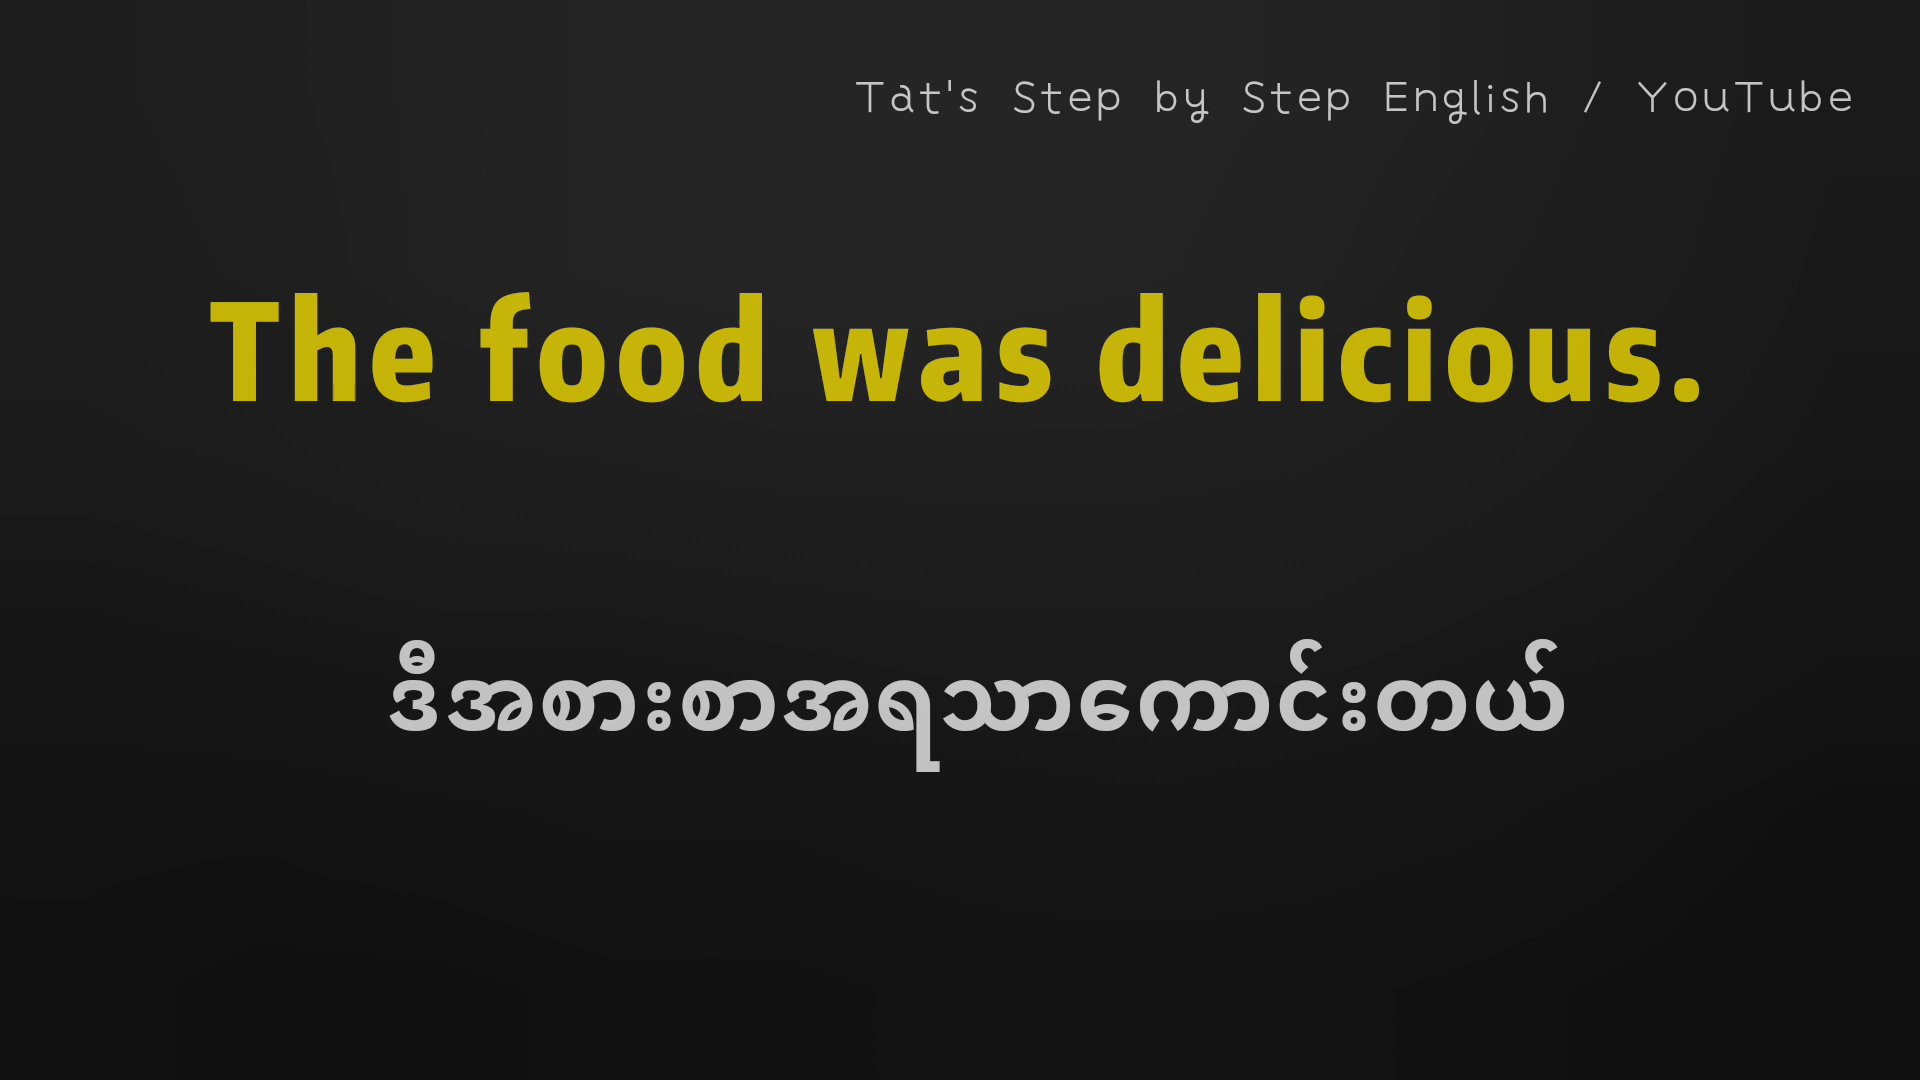 Tat's Step by Step English / YouTube
The food was delicious.
ဒီအစားစာအရသာကောင်းတယ်